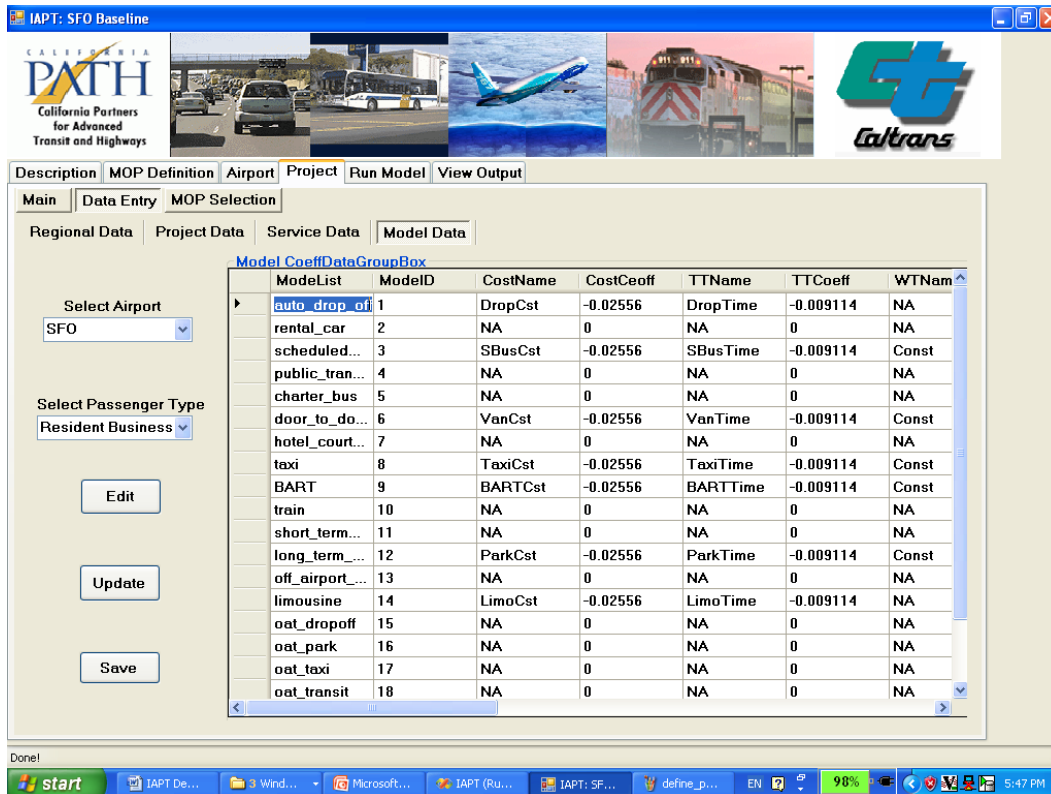 IAPT: SFO Baseline
CALIFORNIA
PATH
California Partners
for Advanced
Transit and Highways
911 911
Caltrans
Description MOP Definition Airport Project Run Model View Output
Main Data Entry MOP Selection
Regional Data Project Data Service Data Model Data
Model CoeffDataGroupBox
ModeList ModeID CostName CostCeoff TTName TTCoeff WTNam
Select Airport
SFO
Select Passenger Type
Resident Business
Edit
Update
Save
auto_drop_off 1 DropCst -0.02556 DropTime -0.009114 NA
rental_car 2 NA 0 NA 0 NA
scheduled... 3 SBusCst -0.02556 SBusTime -0.009114 Const
public_tran... 4 NA 0 NA 0 NA
charter_bus 5 NA 0 NA 0 NA
door_to_do... 6 VanCst -0.02556 VanTime -0.009114 Const
hotel_court... 7 NA 0 NA 0 NA
taxi 8 TaxiCst -0.02556 TaxiTime -0.009114 Const
BART 9 BARTCst -0.02556 BARTTime -0.009114 Const
train 10 NA 0 NA 0 NA
short_term... 11 NA 0 NA 0 NA
long_term_... 12 ParkCst -0.02556 ParkTime -0.009114 Const
off_airport_... 13 NA 0 NA 0 NA
limousine 14 LimoCst -0.02556 LimoTime -0.009114 NA
oat_dropoff 15 NA 0 NA 0 NA
oat_park 16 NA 0 NA 0 NA
oat_taxi 17 NA 0 NA 0 NA
oat_transit 18 NA 0 NA 0 NA
Done!
start IAPT De... 3 Wind... Microsoft... IAPT (Ru... IAPT: SF... define_p... EN 98% 5:47 PM